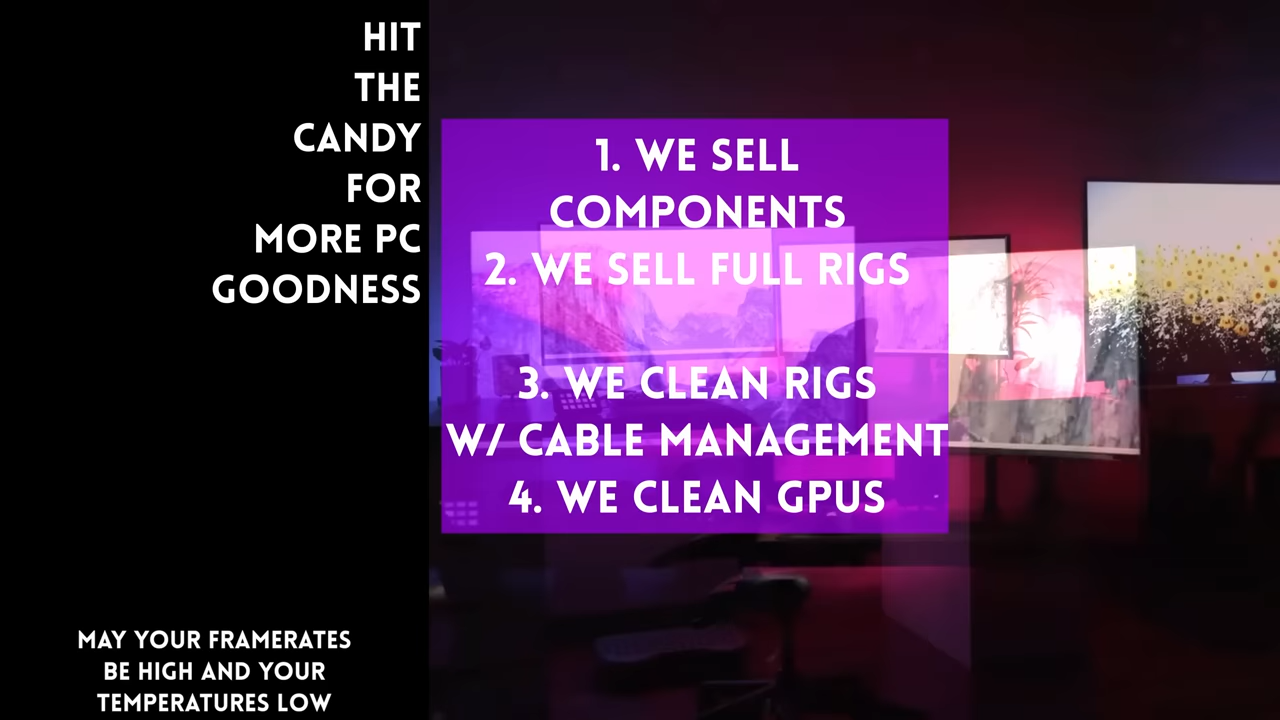 HIT
THE
CANDY
FOR
MORE PC
GOODNESS
1. WE SELL
COMPONENTS
2. WE SELL FULL RIGS
3. WE CLEAN RIGS
W/ CABLE MANAGEMENT
4. WE CLEAN GPUS
MAY YOUR FRAMERATES
BE HIGH AND YOUR
TEMPERATURES LOW